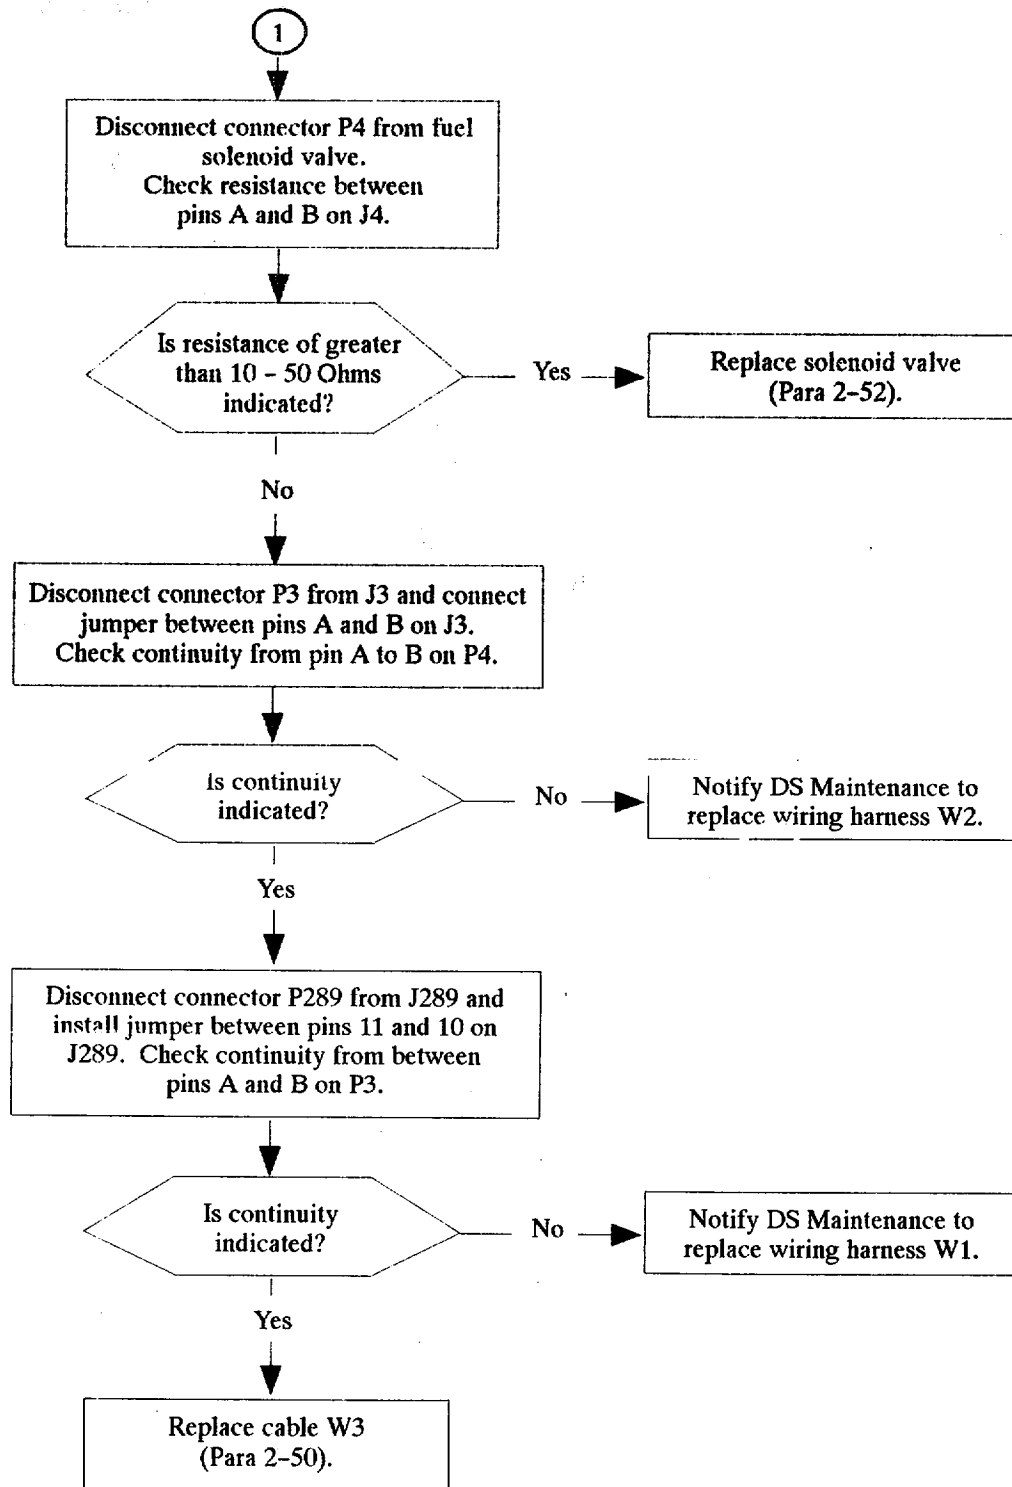 1
Disconnect connector P4 from fuel
solenoid valve.
Check resistance between
pins A and B on J4.
Is resistance of greater
than 10 – 50 Ohms
indicated?
Yes
Replace solenoid valve
(Para 2–52).
No
Disconnect connector P3 from J3 and connect
jumper between pins A and B on J3.
Check continuity from pin A to B on P4.
Is continuity
indicated?
No
Notify DS Maintenance to
replace wiring harness W2.
Yes
Disconnect connector P289 from J289 and
install jumper between pins 11 and 10 on
J289. Check continuity from between
pins A and B on P3.
Is continuity
indicated?
No
Notify DS Maintenance to
replace wiring harness W1.
Yes
Replace cable W3
(Para 2–50).